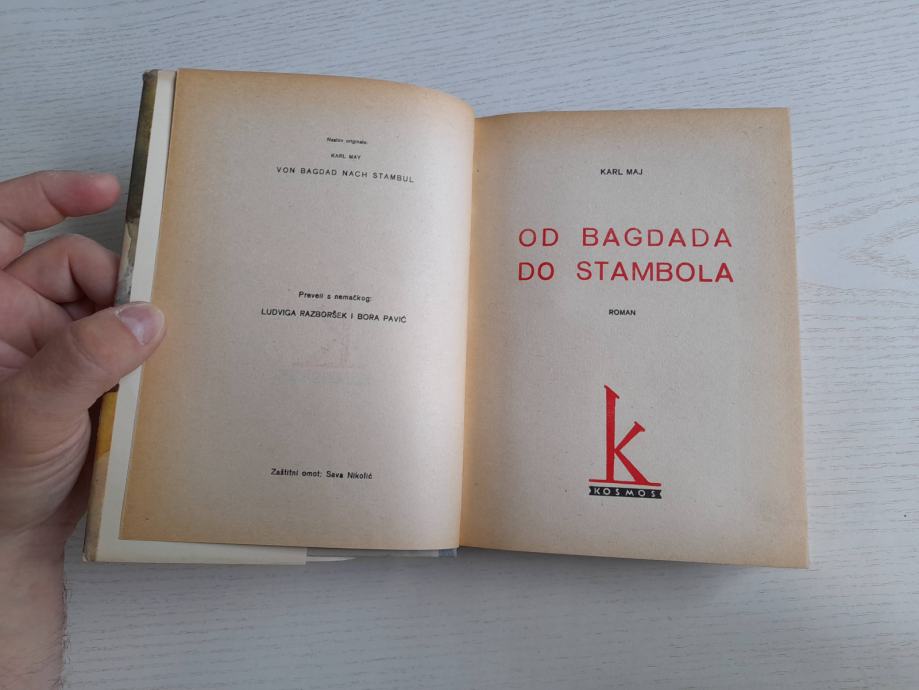 Naslov originala:
KARL MAY
VON BAGDAD NACH STAMBUL
Preveli s nemačkog:
LUDVIGA RAZBORŠEK I BORA PAVIĆ
Zaštitni omot: Sava Nikolić
KARL MAJ
OD BAGDADA
DO STAMBOLA
ROMAN
k
KOSMOS